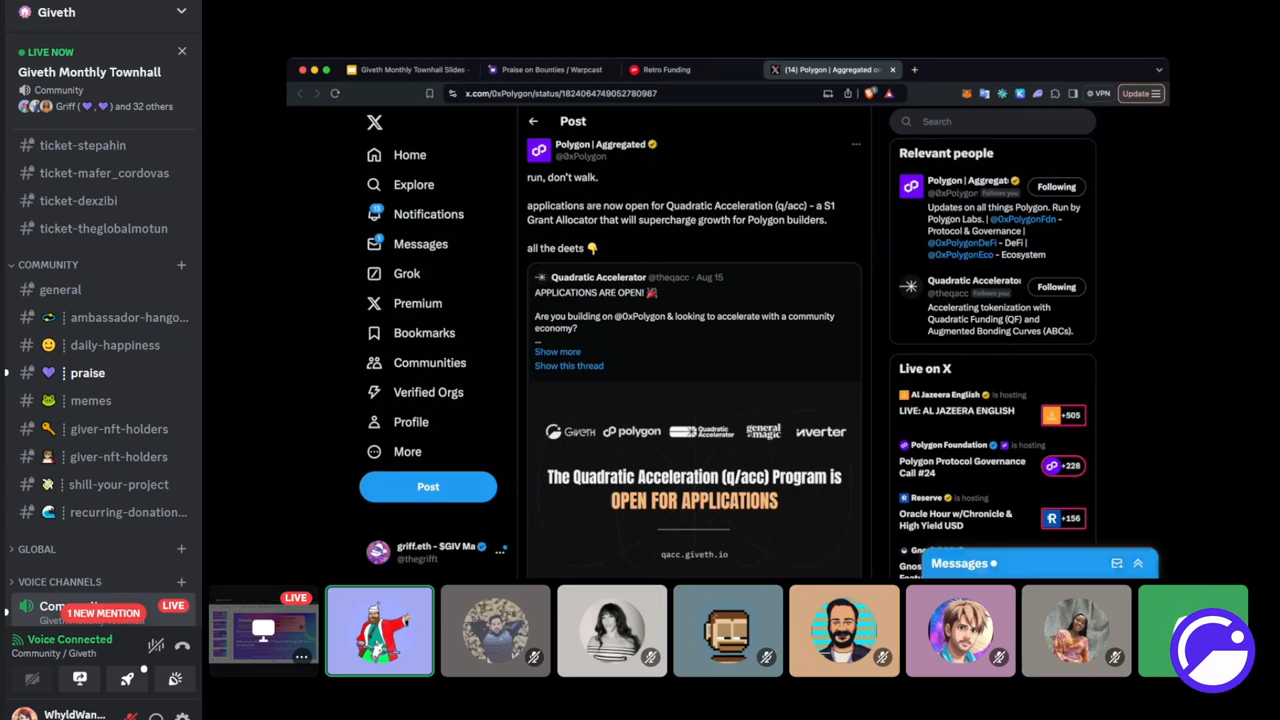 Giveth
LIVE NOW
Giveth Monthly Townhall
Community
Griff (💜,💜) and 32 others
ticket-stepahin
ticket-mafer_cordovas
ticket-dexzibi
ticket-theglobalmotun
COMMUNITY
general
ambassador-hango...
daily-happiness
praise
memes
giver-nft-holders
giver-nft-holders
shill-your-project
recurring-donation...
GLOBAL
VOICE CHANNELS
1 NEW MENTION
LIVE
Voice Connected
Community / Giveth
WhyldWan...
Giveth Monthly Townhall Slides -
Praise on Bounties / Warpcast
Retro Funding
(14) Polygon | Aggregated on
x.com/0xPolygon/status/1824064749052780987
VPN
Update
Home
Explore
13
Notifications
1
Messages
Grok
Premium
Bookmarks
Communities
Verified Orgs
Profile
More
Post
griff.eth - $GIV Ma
@thegrifft
Post
Polygon | Aggregated
@0xPolygon
run, don't walk.
applications are now open for Quadratic Acceleration (q/acc) - a S1
Grant Allocator that will supercharge growth for Polygon builders.
all the deets 👇
Quadratic Accelerator @theqacc · Aug 15
APPLICATIONS ARE OPEN! 🎉
Are you building on @0xPolygon & looking to accelerate with a community
economy?
...
Show more
Show this thread
GIVETH polygon Quadratic Accelerator general magic inverter
The Quadratic Acceleration (q/acc) Program is
OPEN FOR APPLICATIONS
qacc.giveth.io
Search
Relevant people
Polygon | Aggregat
@0xPolygon Follows you
Following
Updates on all things Polygon. Run by
Polygon Labs. | @0xPolygonFdn -
Protocol & Governance |
@0xPolygonDeFi - DeFi |
@0xPolygonEco - Ecosystem
Quadratic Accelerator
@theqacc Follows you
Following
Accelerating tokenization with
Quadratic Funding (QF) and
Augmented Bonding Curves (ABCs).
Live on X
Al Jazeera English is hosting
LIVE: AL JAZEERA ENGLISH
+505
Polygon Foundation is hosting
Polygon Protocol Governance
Call #24
+228
Reserve is hosting
Oracle Hour w/Chronicle &
High Yield USD
+156
Messages
LIVE